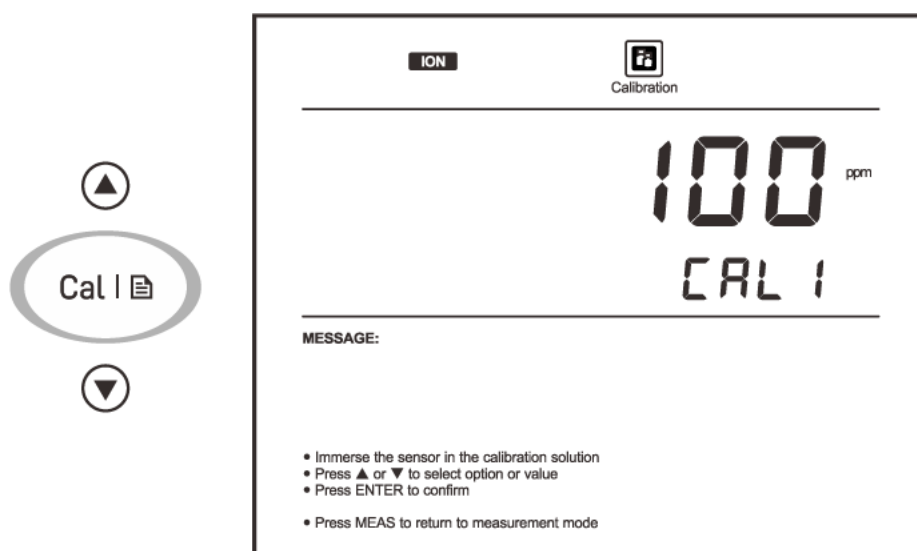 ION
Calibration
100 ppm
CAL 1
Cal |
MESSAGE:
• Immerse the sensor in the calibration solution
• Press ▲ or ▼ to select option or value
• Press ENTER to confirm
• Press MEAS to return to measurement mode